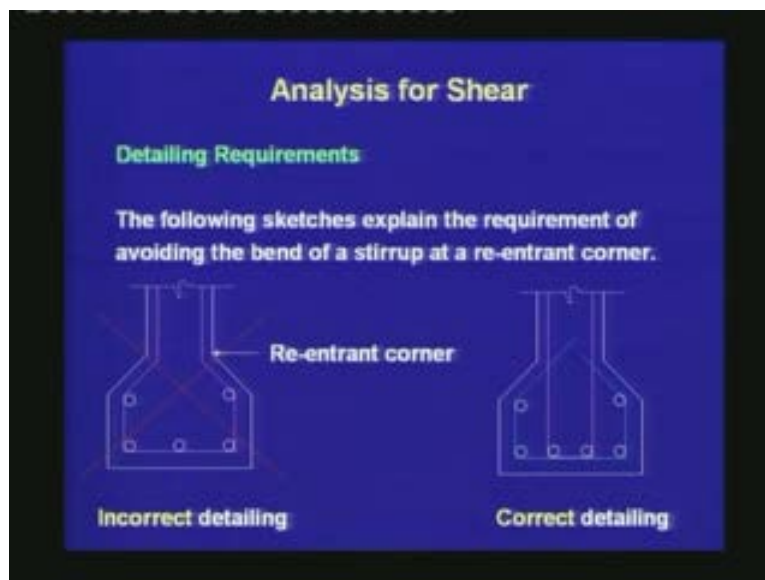 Analysis for Shear
Detailing Requirements
The following sketches explain the requirement of
avoiding the bend of a stirrup at a re-entrant corner.
Re-entrant corner
Incorrect detailing
Correct detailing